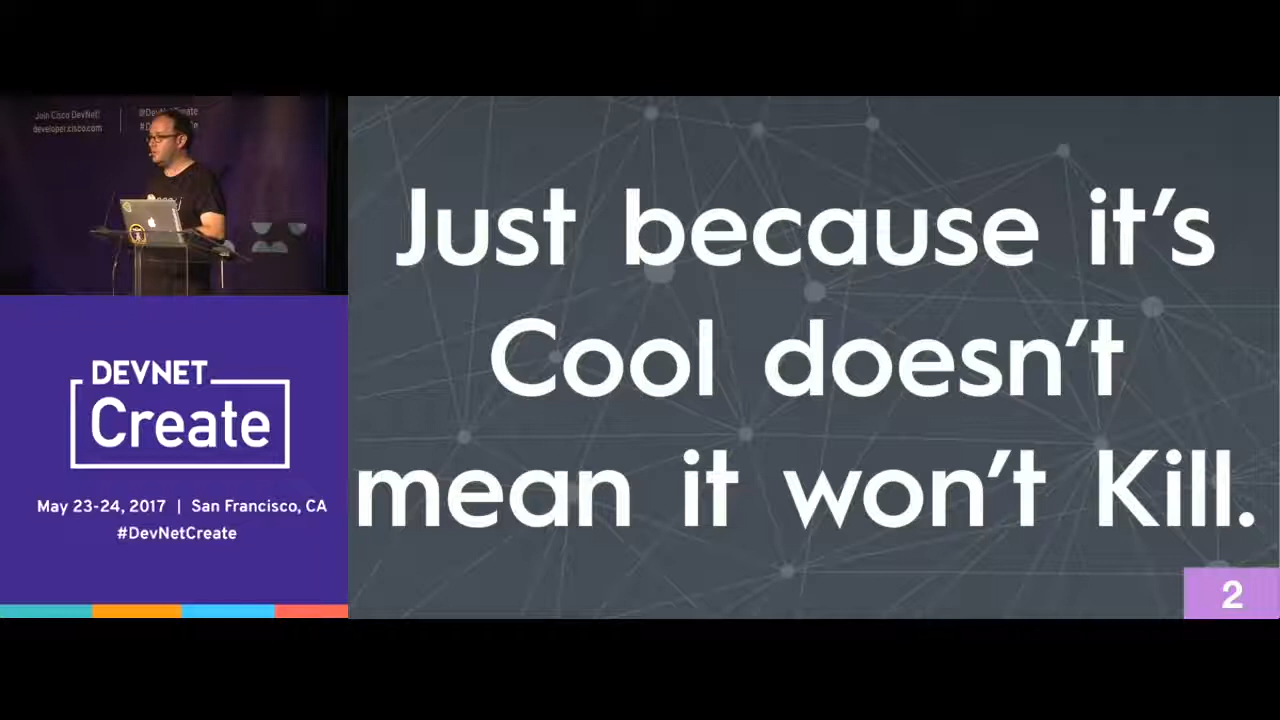 Join Cisco DevNet!
developer.cisco.com
@DevNetCreate
Just because it's
Cool doesn't
mean it won't Kill.
2
DEVNET
Create
May 23-24, 2017 | San Francisco, CA
#DevNetCreate